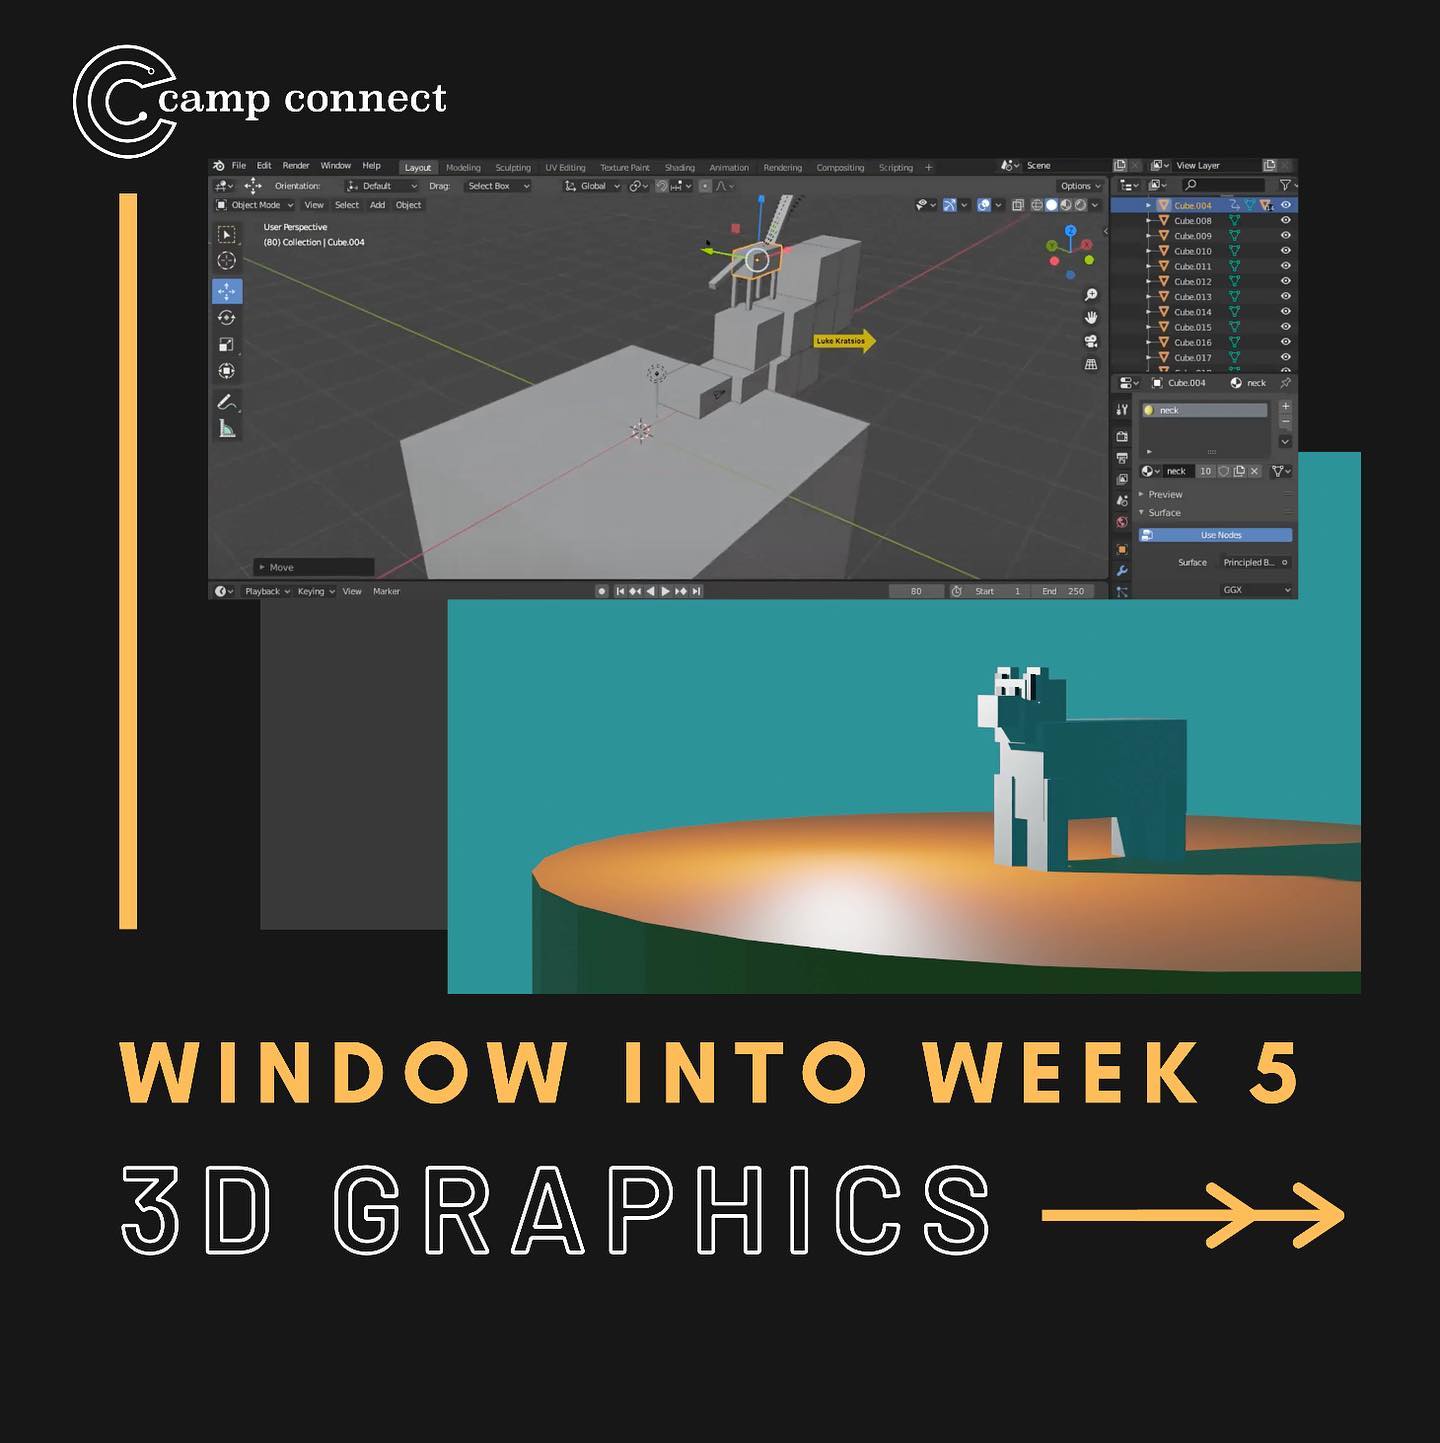 camp connect
File Edit Render Window Help Layout Modeling Sculpting UV Editing Texture Paint Shading Animation Rendering Compositing Scripting + Scene View Layer
Orientation: Default Drag: Select Box Global Options
Object Mode View Select Add Object
User Perspective
(80) Collection | Cube.004
Z
Y
X
Luke Kratsios
Move
Playback Keying View Marker 80 Start 1 End 250
Cube.004
Cube.008
Cube.009
Cube.010
Cube.011
Cube.012
Cube.013
Cube.014
Cube.015
Cube.016
Cube.017
Cube.004 neck
neck
neck 10
Preview
Surface
Use Nodes
Surface Principled B...
GGX
WINDOW INTO WEEK 5
3D GRAPHICS